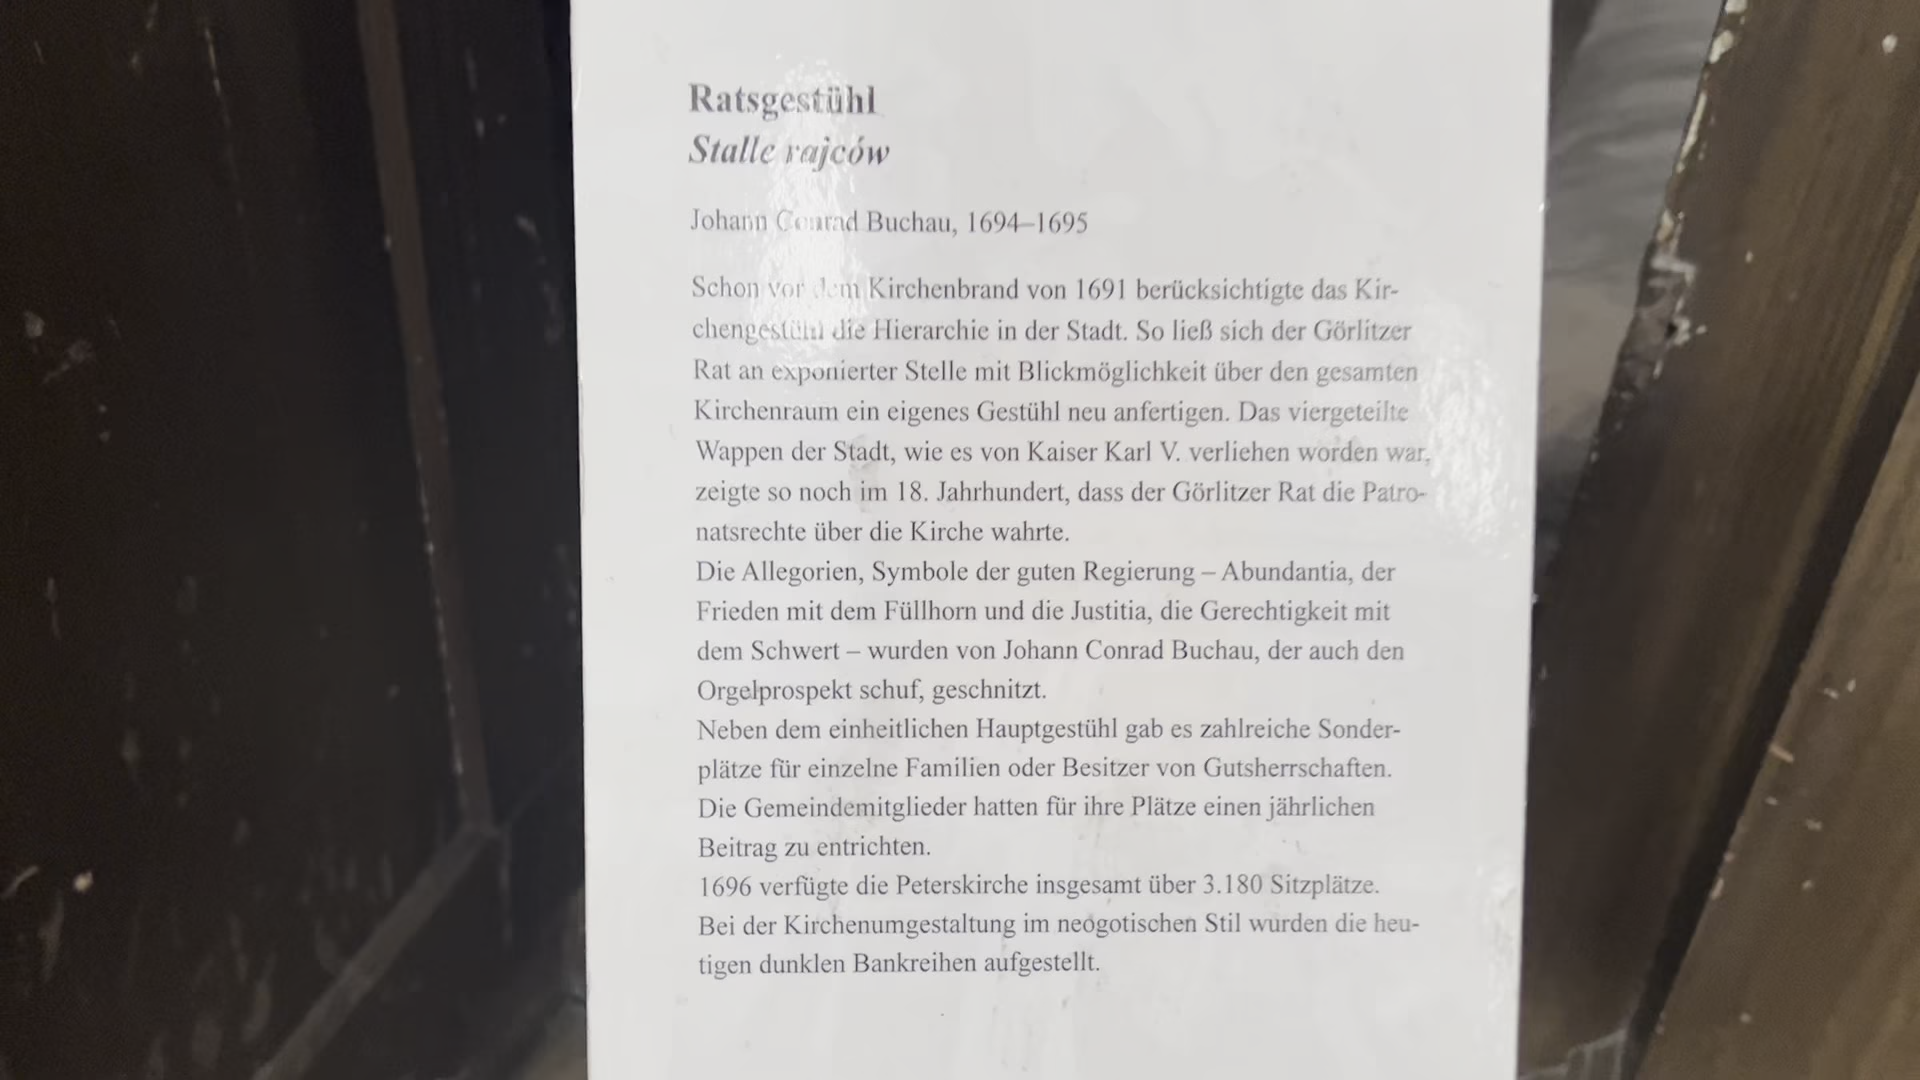 Ratsgestühl
Stalle rajców
Johann Conrad Buchau, 1694–1695
Schon vor dem Kirchenbrand von 1691 berücksichtigte das Kir-
chengestühl die Hierarchie in der Stadt. So ließ sich der Görlitzer
Rat an exponierter Stelle mit Blickmöglichkeit über den gesamten
Kirchenraum ein eigenes Gestühl neu anfertigen. Das viergeteilte
Wappen der Stadt, wie es von Kaiser Karl V. verliehen worden war,
zeigte so noch im 18. Jahrhundert, dass der Görlitzer Rat die Patro-
natsrechte über die Kirche wahrte.
Die Allegorien, Symbole der guten Regierung – Abundantia, der
Frieden mit dem Füllhorn und die Justitia, die Gerechtigkeit mit
dem Schwert – wurden von Johann Conrad Buchau, der auch den
Orgelprospekt schuf, geschnitzt.
Neben dem einheitlichen Hauptgestühl gab es zahlreiche Sonder-
plätze für einzelne Familien oder Besitzer von Gutsherrschaften.
Die Gemeindemitglieder hatten für ihre Plätze einen jährlichen
Beitrag zu entrichten.
1696 verfügte die Peterskirche insgesamt über 3.180 Sitzplätze.
Bei der Kirchenumgestaltung im neogotischen Stil wurden die heu-
tigen dunklen Bankreihen aufgestellt.